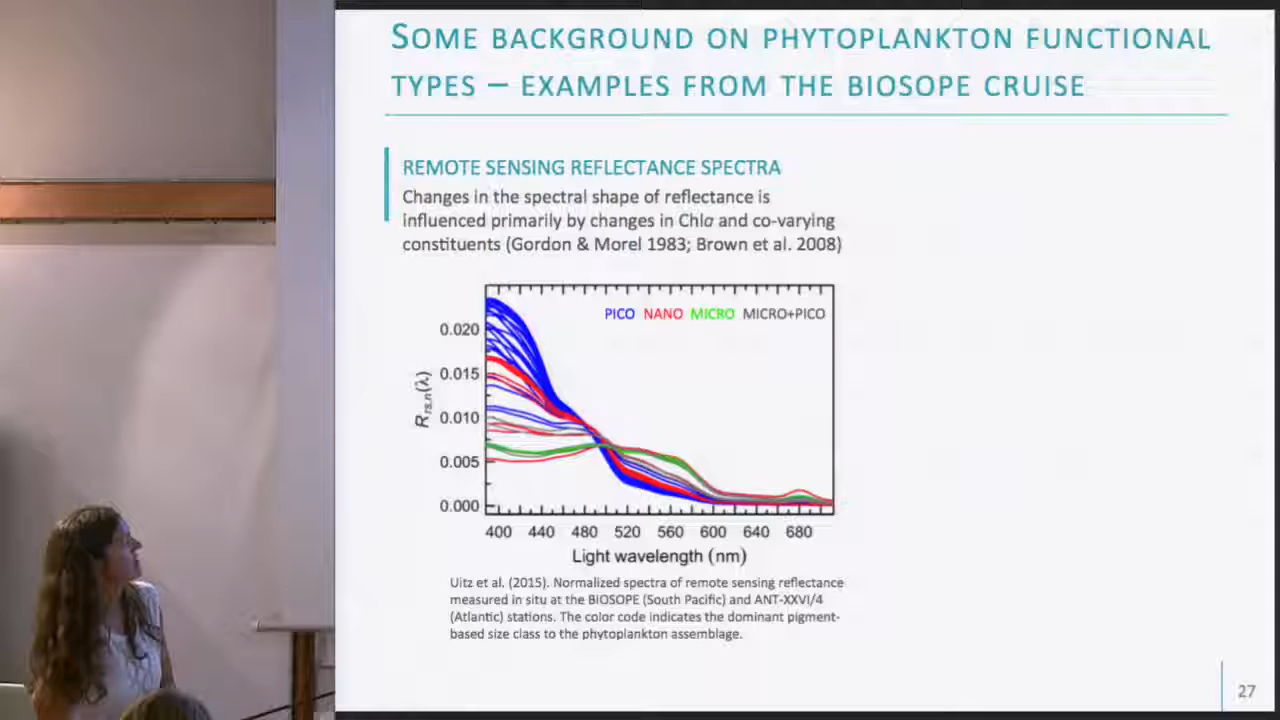 SOME BACKGROUND ON PHYTOPLANKTON FUNCTIONAL
TYPES – EXAMPLES FROM THE BIOSOPE CRUISE
REMOTE SENSING REFLECTANCE SPECTRA
Changes in the spectral shape of reflectance is
influenced primarily by changes in Chla and co-varying
constituents (Gordon & Morel 1983; Brown et al. 2008)
PICO NANO MICRO MICRO+PICO
0.020
0.015
0.010
0.005
0.000
Rrs,n(λ)
400 440 480 520 560 600 640 680
Light wavelength (nm)
Uitz et al. (2015). Normalized spectra of remote sensing reflectance
measured in situ at the BIOSOPE (South Pacific) and ANT-XXVI/4
(Atlantic) stations. The color code indicates the dominant pigment-
based size class to the phytoplankton assemblage.
27